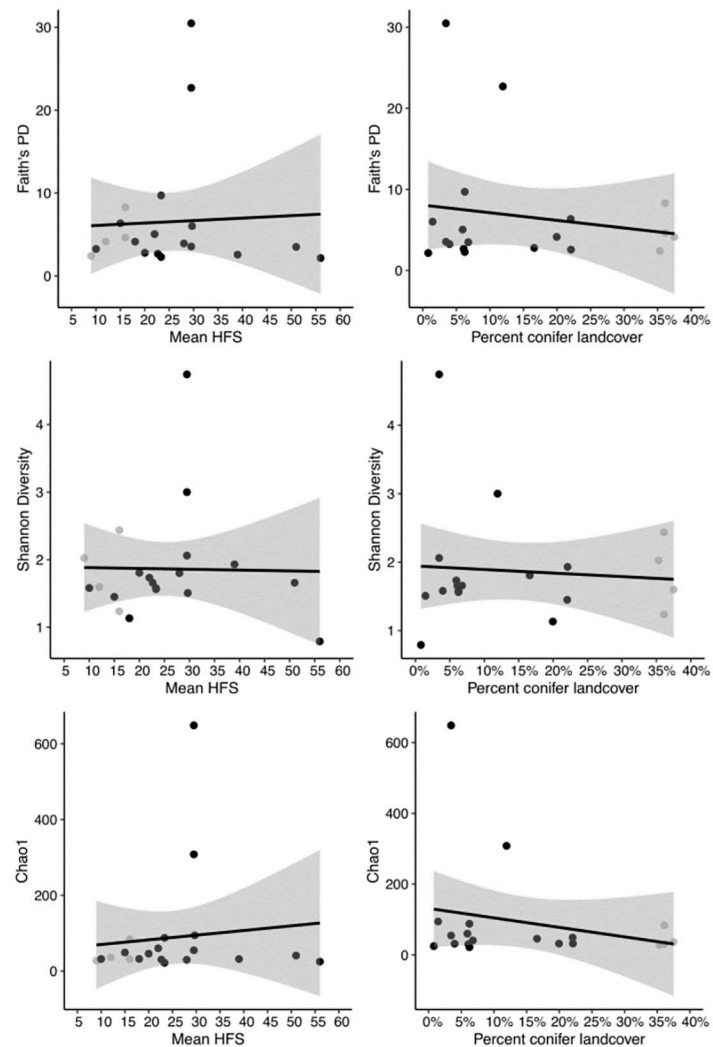 Faith's PD
30
20
10
0
5 10 15 20 25 30 35 40 45 50 55 60
Mean HFS
Faith's PD
30
20
10
0
0% 5% 10% 15% 20% 25% 30% 35% 40%
Percent conifer landcover
Shannon Diversity
4
3
2
1
5 10 15 20 25 30 35 40 45 50 55 60
Mean HFS
Shannon Diversity
4
3
2
1
0% 5% 10% 15% 20% 25% 30% 35% 40%
Percent conifer landcover
Chao1
600
400
200
0
5 10 15 20 25 30 35 40 45 50 55 60
Mean HFS
Chao1
600
400
200
0
0% 5% 10% 15% 20% 25% 30% 35% 40%
Percent conifer landcover